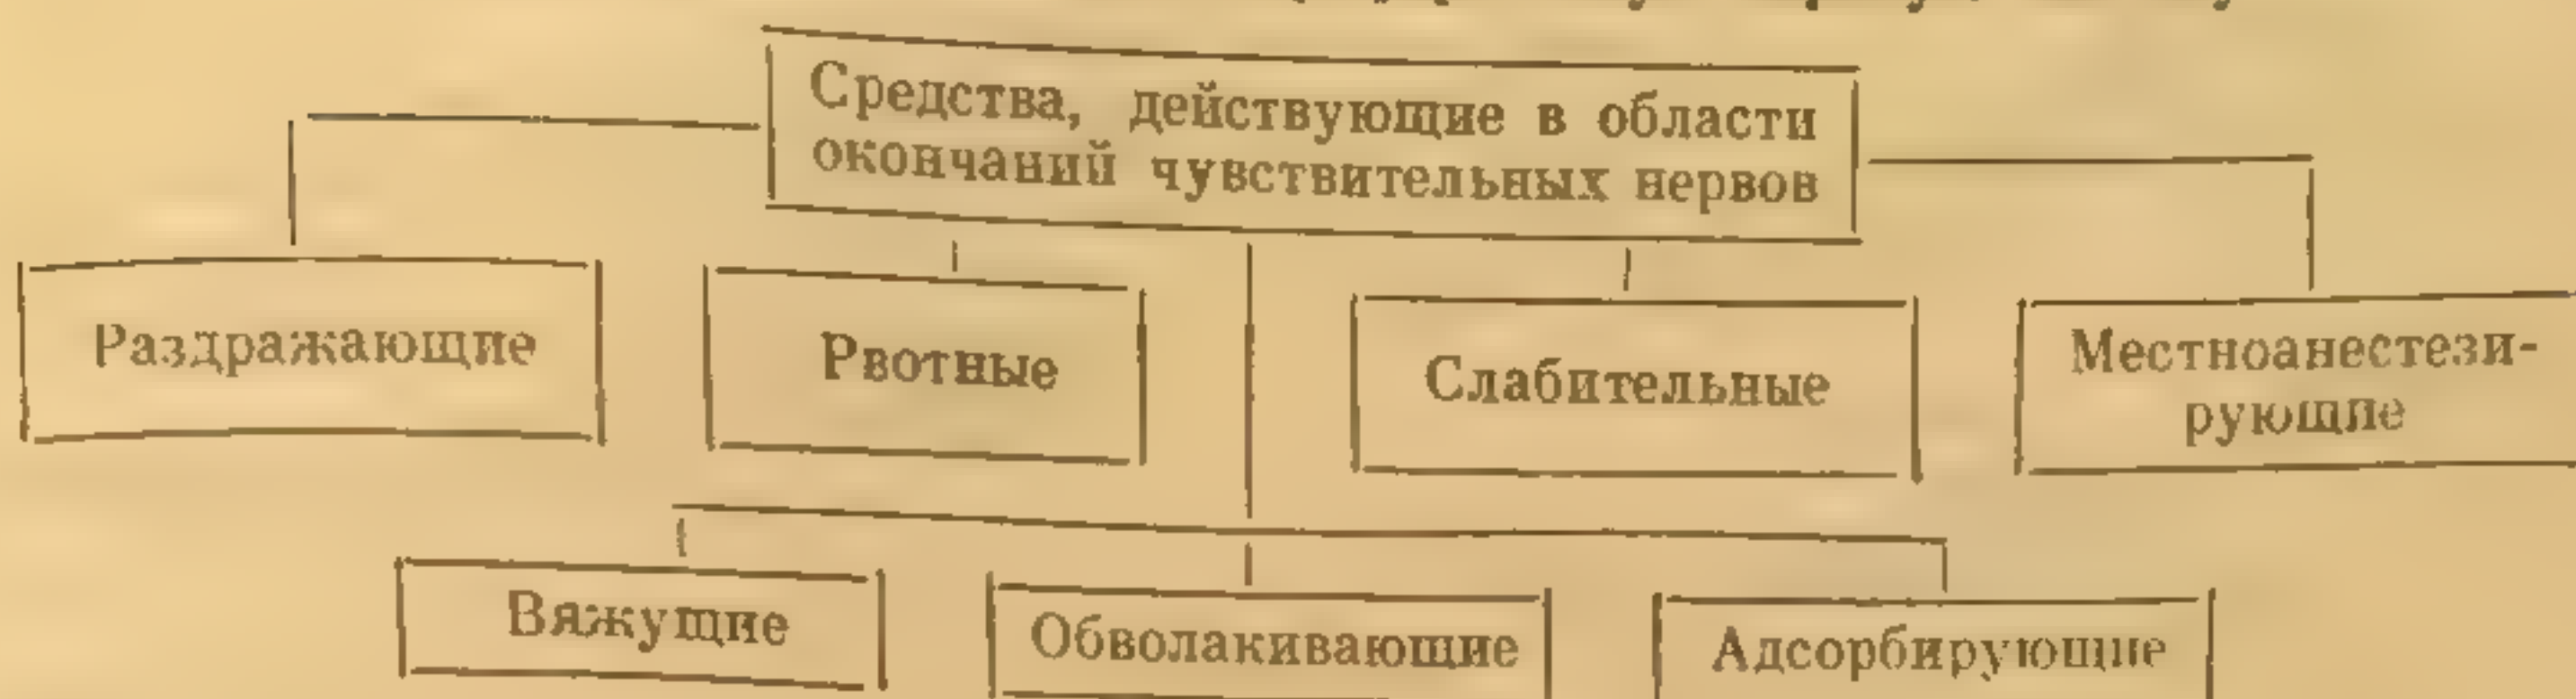 Средства, действующие в области
окончаний чувствительных нервов
Раздражающие
Рвотные
Слабительные
Местноанестези-
рующие
Вяжущие
Обволакивающие
Адсорбирующие